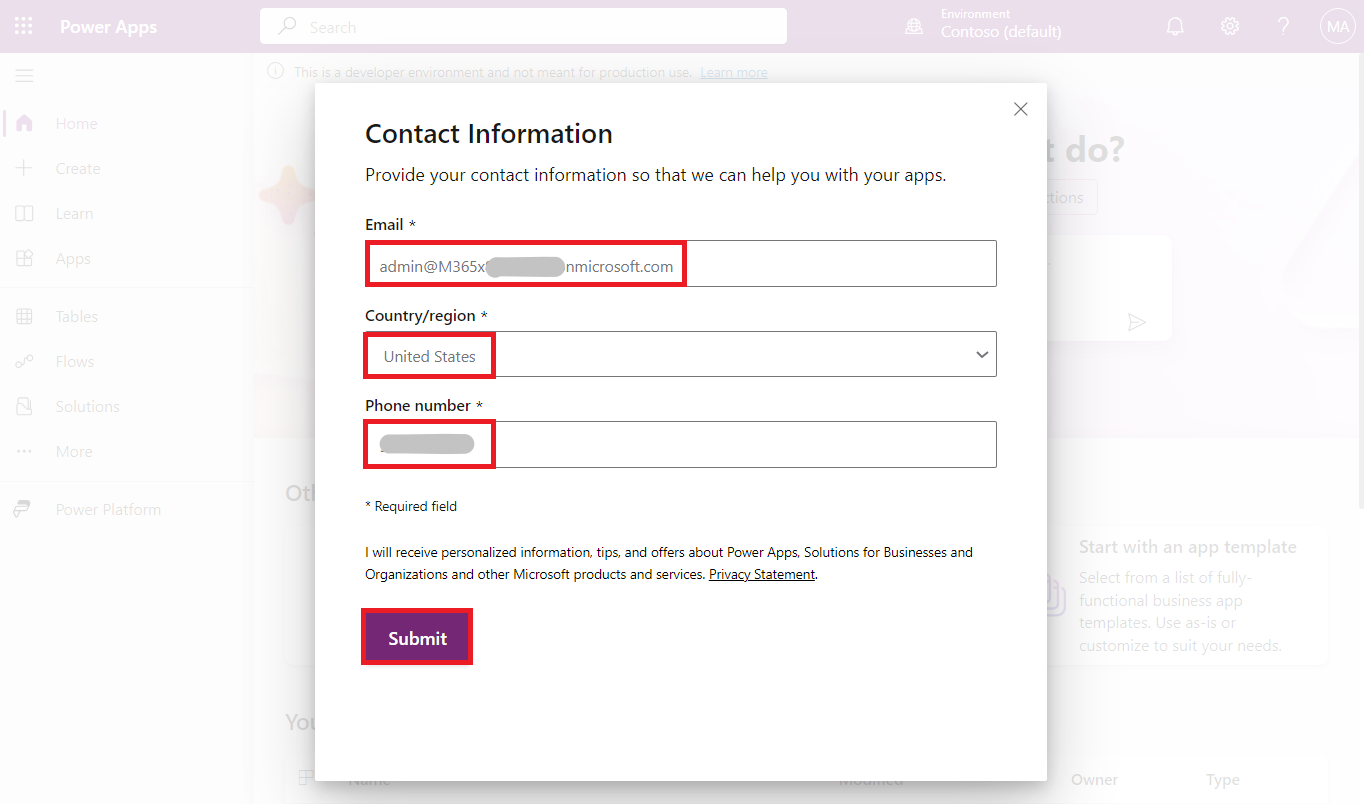 Power Apps
Search
Environment
Contoso (default)
MA
This is a developer environment and not meant for production use. Learn more
Home
Create
Learn
Apps
Tables
Flows
Solutions
More
Power Platform
t do?
Contact Information
Provide your contact information so that we can help you with your apps.
Email *
admin@M365x nmicrosoft.com
Country/region *
United States
Phone number *
* Required field
I will receive personalized information, tips, and offers about Power Apps, Solutions for Businesses and
Organizations and other Microsoft products and services. Privacy Statement.
Submit
Start with an app template
Select from a list of fully-
functional business app
templates. Use as-is or
customize to suit your needs.
Name
Modified
Owner
Type